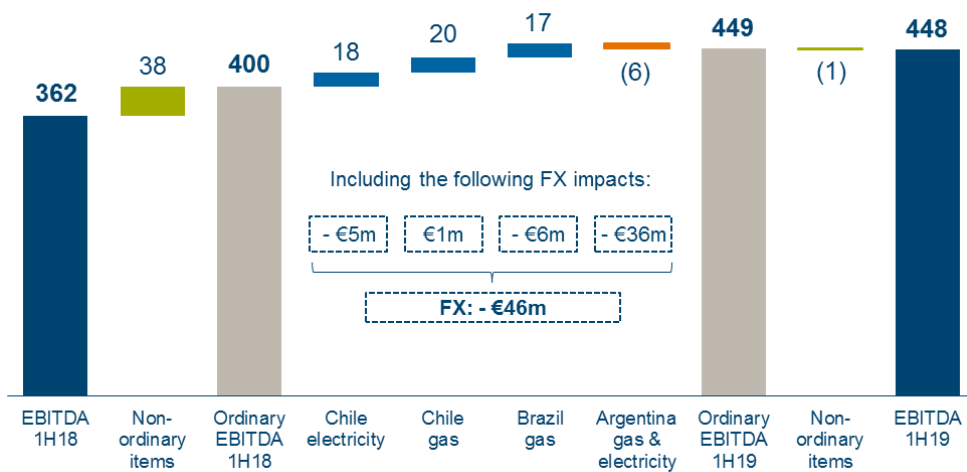 362
38
400
18
20
17
(6)
449
(1)
448
Including the following FX impacts:
- €5m
€1m
- €6m
- €36m
FX: - €46m
EBITDA
1H18
Non-
ordinary
items
Ordinary
EBITDA
1H18
Chile
electricity
Chile
gas
Brazil
gas
Argentina
gas &
electricity
Ordinary
EBITDA
1H19
Non-
ordinary
items
EBITDA
1H19